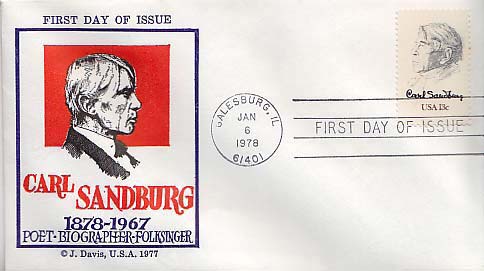 FIRST DAY OF ISSUE
CARL SANDBURG
1878-1967
POET-BIOGRAPHER-FOLKSINGER
© J. Davis, U.S.A. 1977
GALESBURG, IL
JAN
6
1978
61401
Carl Sandburg
USA 13c
FIRST DAY OF ISSUE